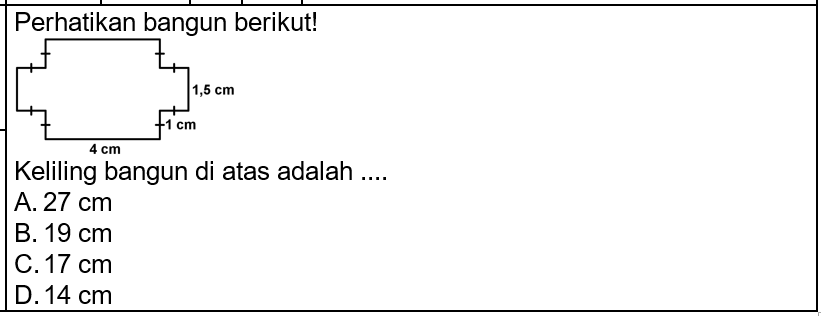 Perhatikan bangun berikut!
1,5 cm
1 cm
4 cm
Keliling bangun di atas adalah ....
A. 27 cm
B. 19 cm
C. 17 cm
D. 14 cm